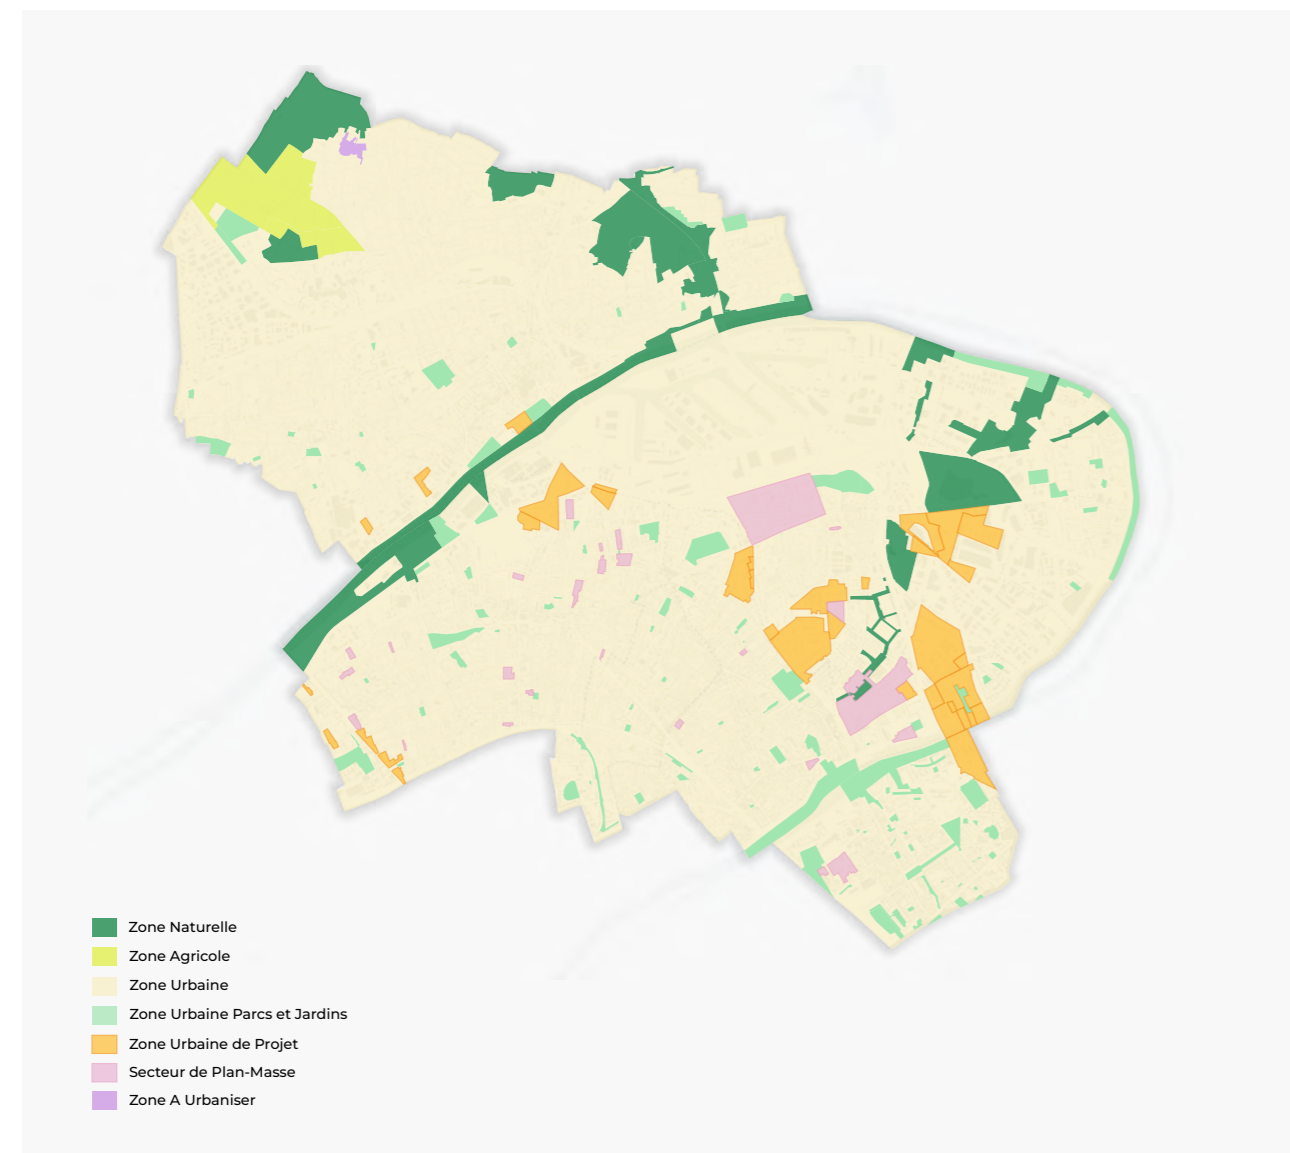 Zone Naturelle
Zone Agricole
Zone Urbaine
Zone Urbaine Parcs et Jardins
Zone Urbaine de Projet
Secteur de Plan-Masse
Zone A Urbaniser